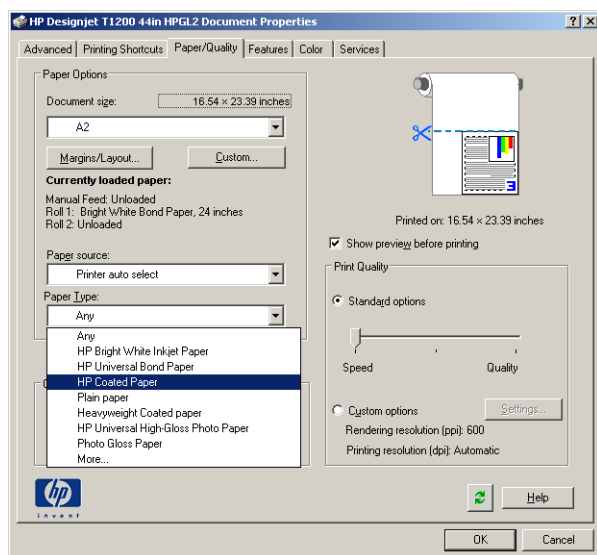 HP Designjet T1200 44in HPGL2 Document Properties
Advanced Printing Shortcuts Paper/Quality Features Color Services
Paper Options
Document size: 16.54 × 23.39 inches
A2
Margins/Layout... Custom...
Currently loaded paper:
Manual Feed: Unloaded
Roll 1: Bright White Bond Paper, 24 inches
Roll 2: Unloaded
Paper source:
Printer auto select
Paper Type:
Any
Any
HP Bright White Inkjet Paper
HP Universal Bond Paper
HP Coated Paper
Plain paper
Heavyweight Coated paper
HP Universal High-Gloss Photo Paper
Photo Gloss Paper
More...
3
Printed on: 16.54 × 23.39 inches
Show preview before printing
Print Quality
Standard options
Speed Quality
Custom options Settings...
Rendering resolution (ppi): 600
Printing resolution (dpi): Automatic
hp
invent
Help
OK Cancel